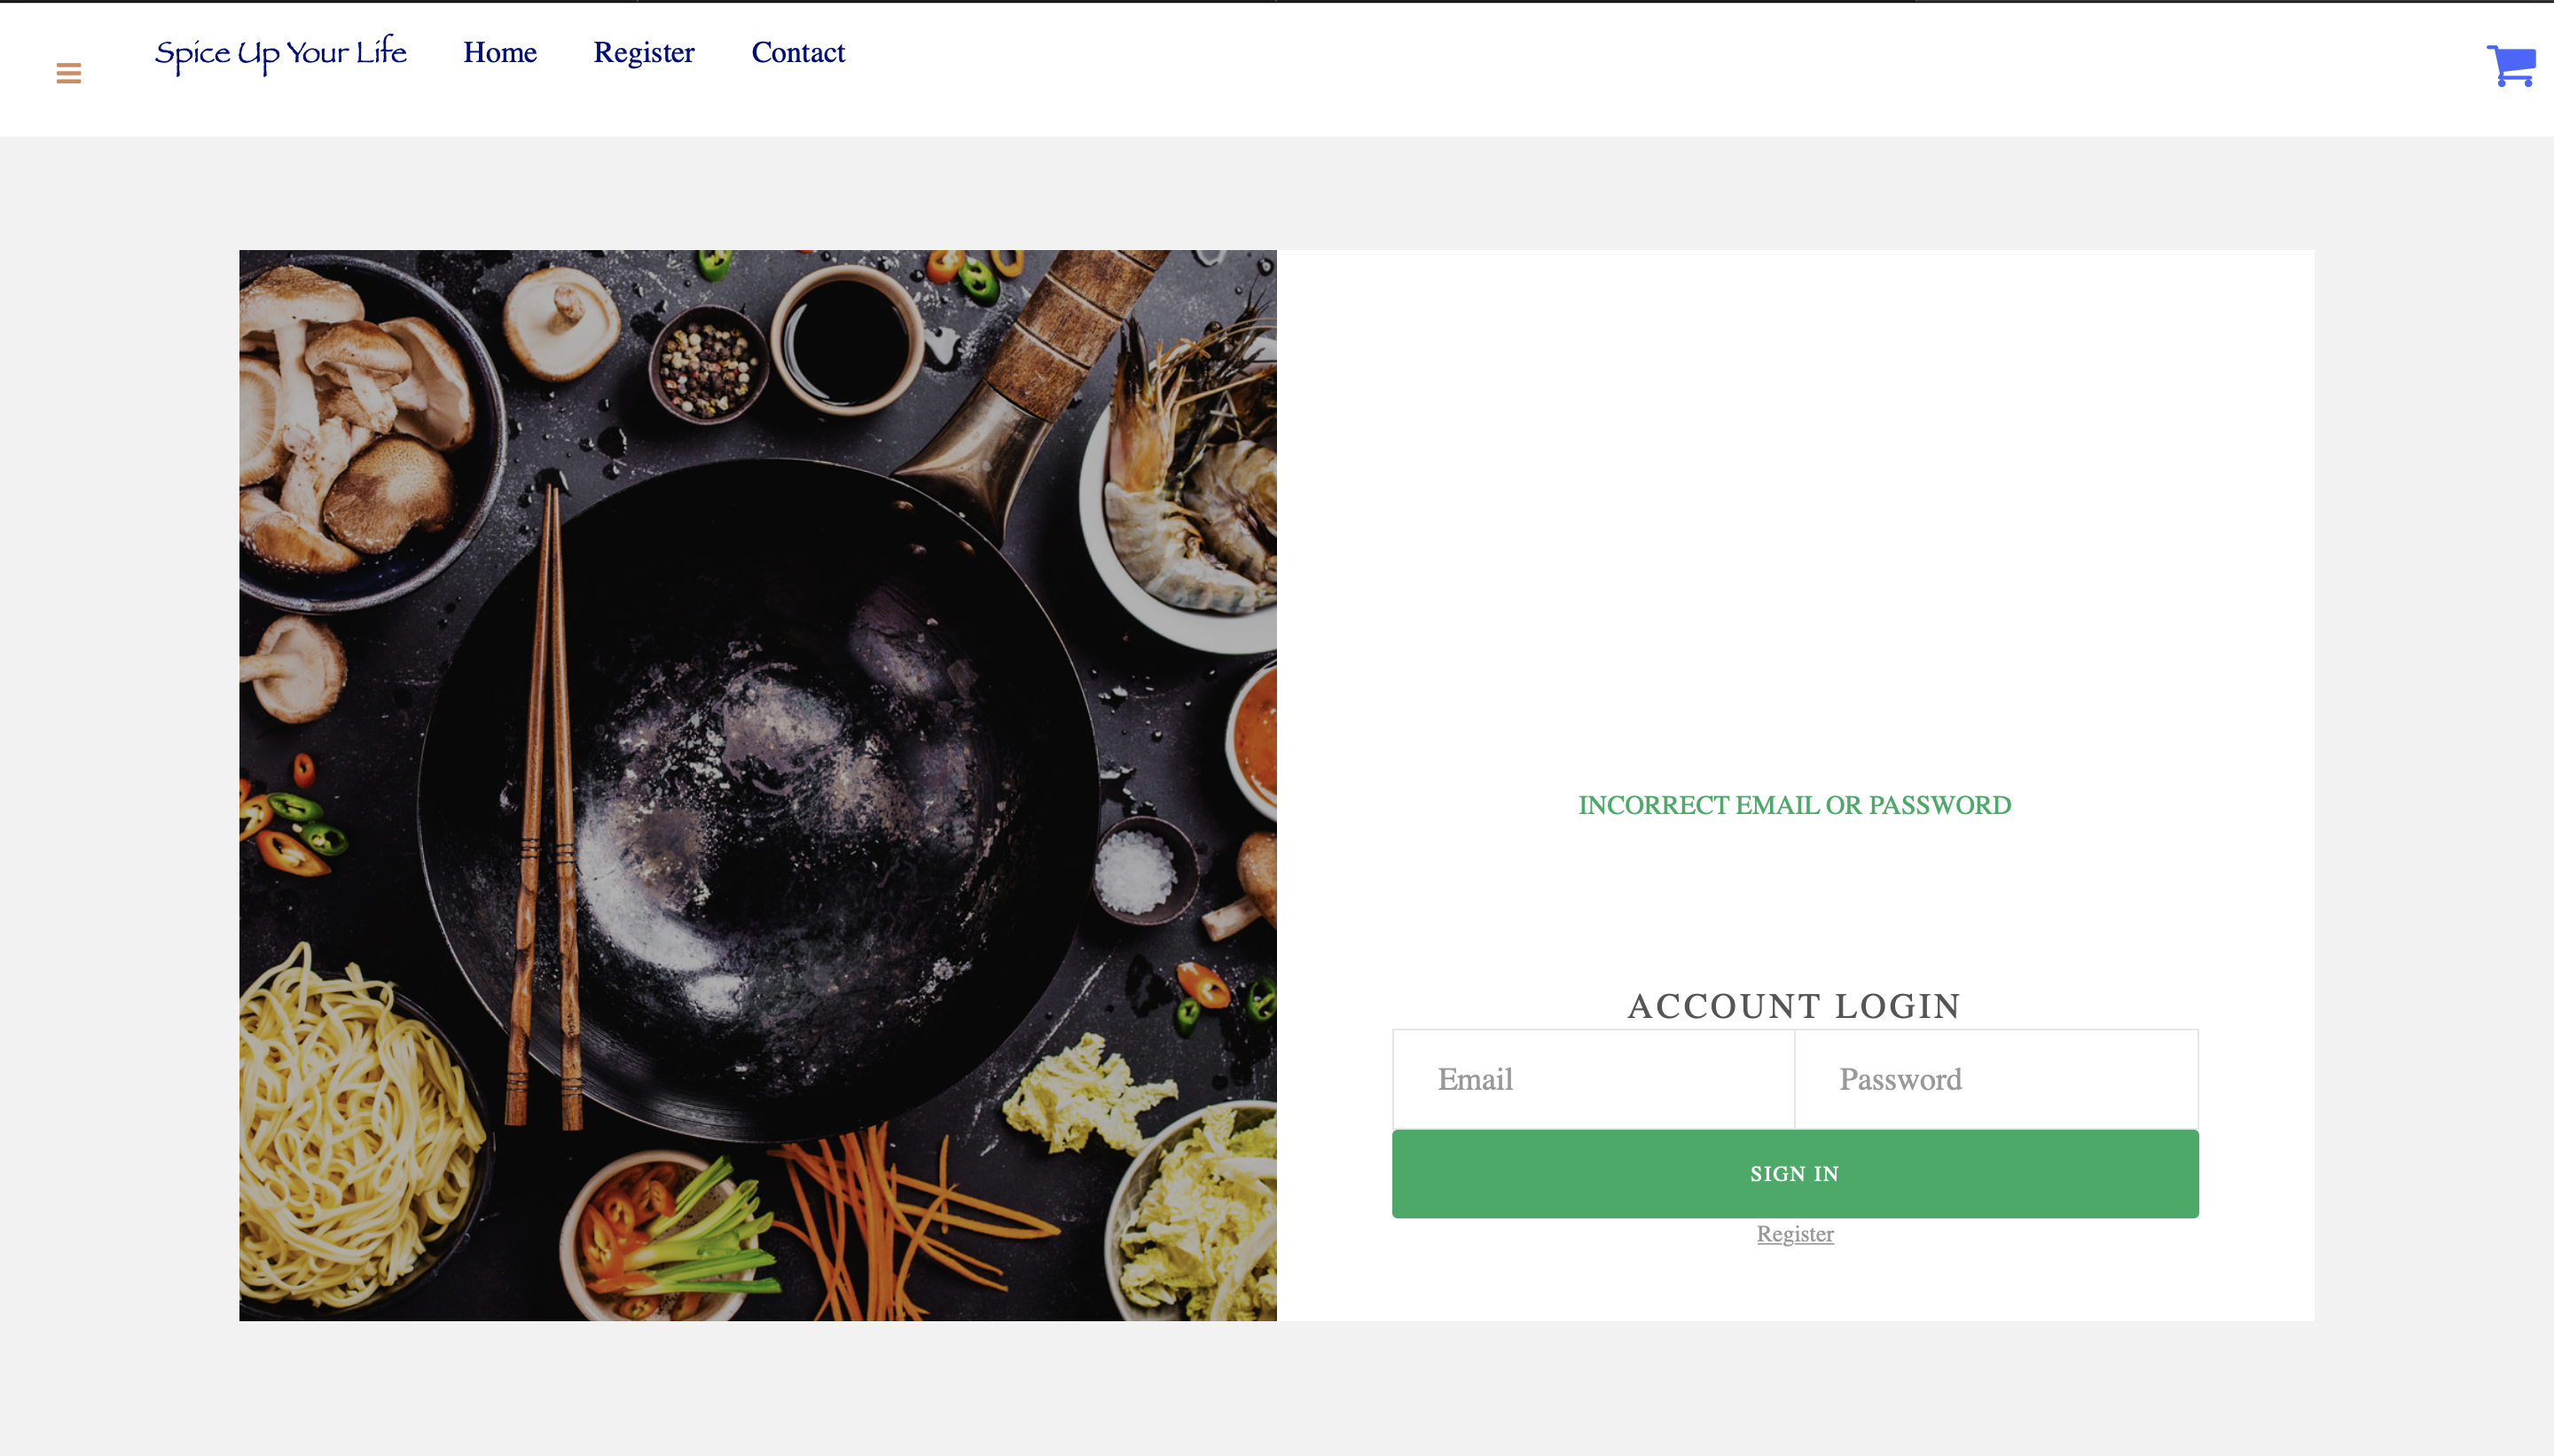 Spice Up Your Life
Home
Register
Contact
INCORRECT EMAIL OR PASSWORD
ACCOUNT LOGIN
Email
Password
SIGN IN
Register